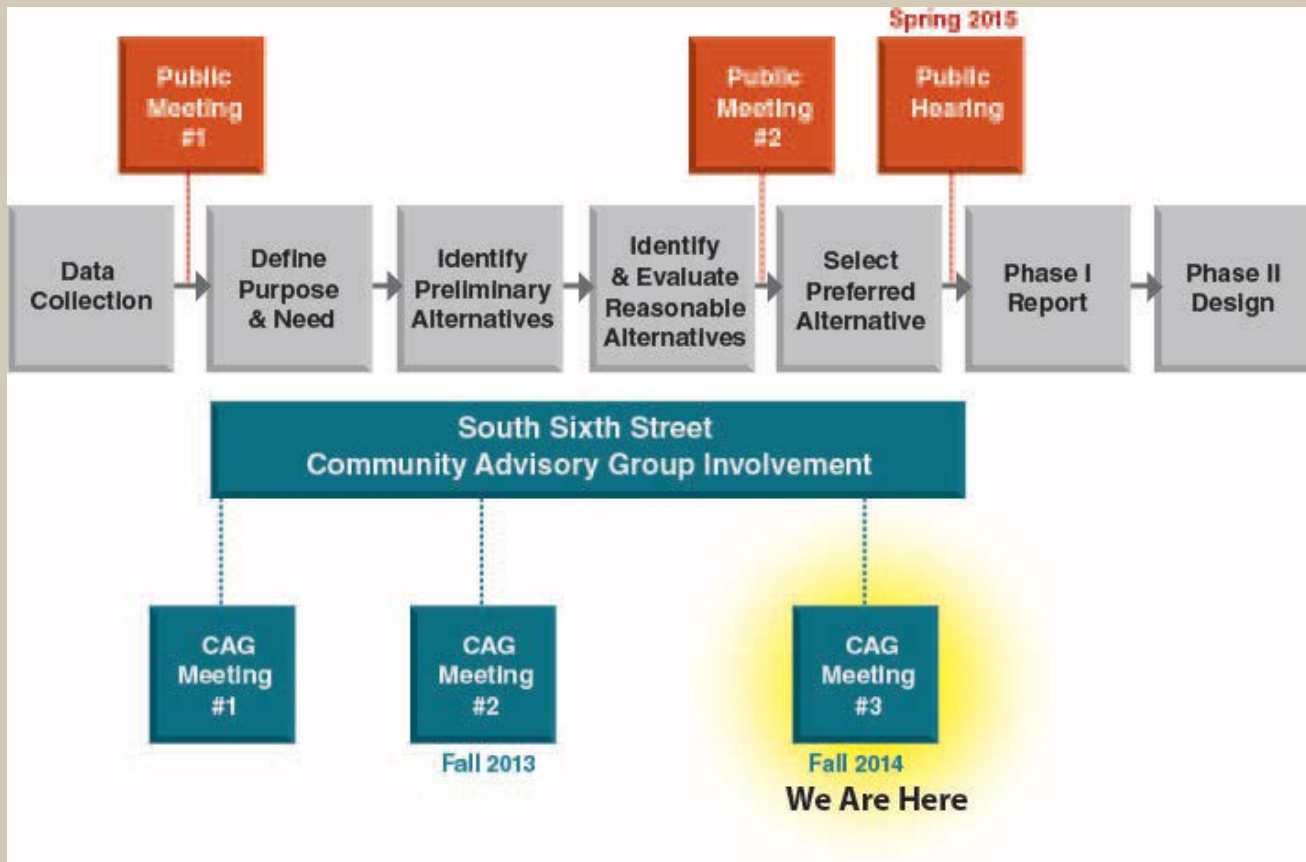 Spring 2015
Public
Meeting
#1
Public
Meeting
#2
Public
Hearing
Data
Collection
Define
Purpose
& Need
Identify
Preliminary
Alternatives
Identify
& Evaluate
Reasonable
Alternatives
Select
Preferred
Alternative
Phase I
Report
Phase II
Design
South Sixth Street
Community Advisory Group Involvement
CAG
Meeting
#1
CAG
Meeting
#2
Fall 2013
CAG
Meeting
#3
Fall 2014
We Are Here